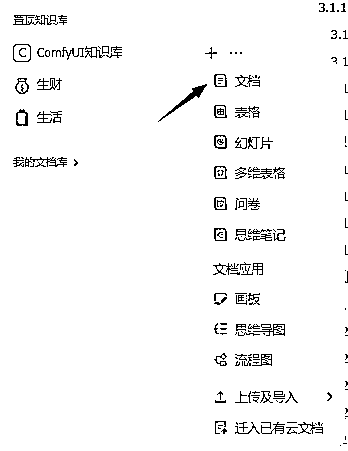 置顶知识库
C ComfyUI知识库 + ...
生财
生活
我的文档库 >
文档
表格
幻灯片
多维表格
问卷
思维笔记
文档应用
画板
思维导图
流程图
上传及导入 >
迁入已有云文档
3.1.1
3.1
3.1